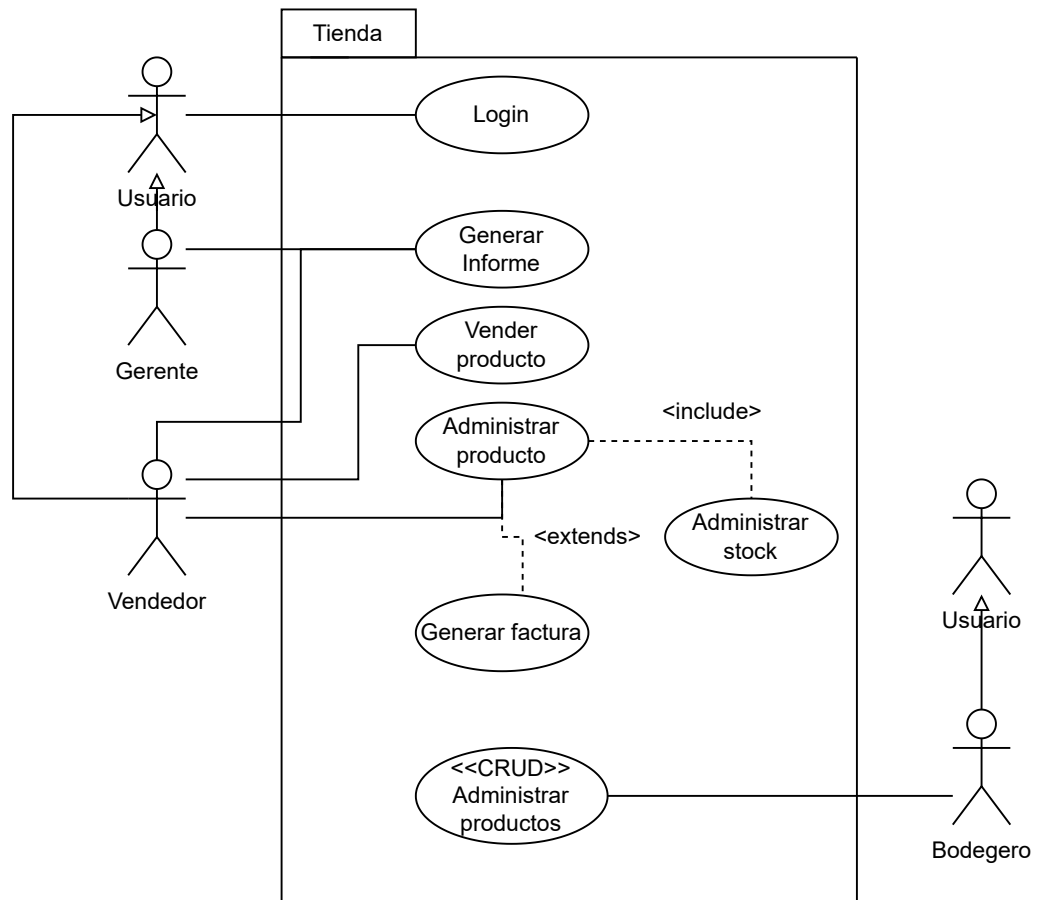 Tienda
Login
Usuario
Generar
Informe
Gerente
Vender
producto
Administrar
producto
<include>
Administrar
stock
<extends>
Vendedor
Generar factura
Usuario
<<CRUD>>
Administrar
productos
Bodegero